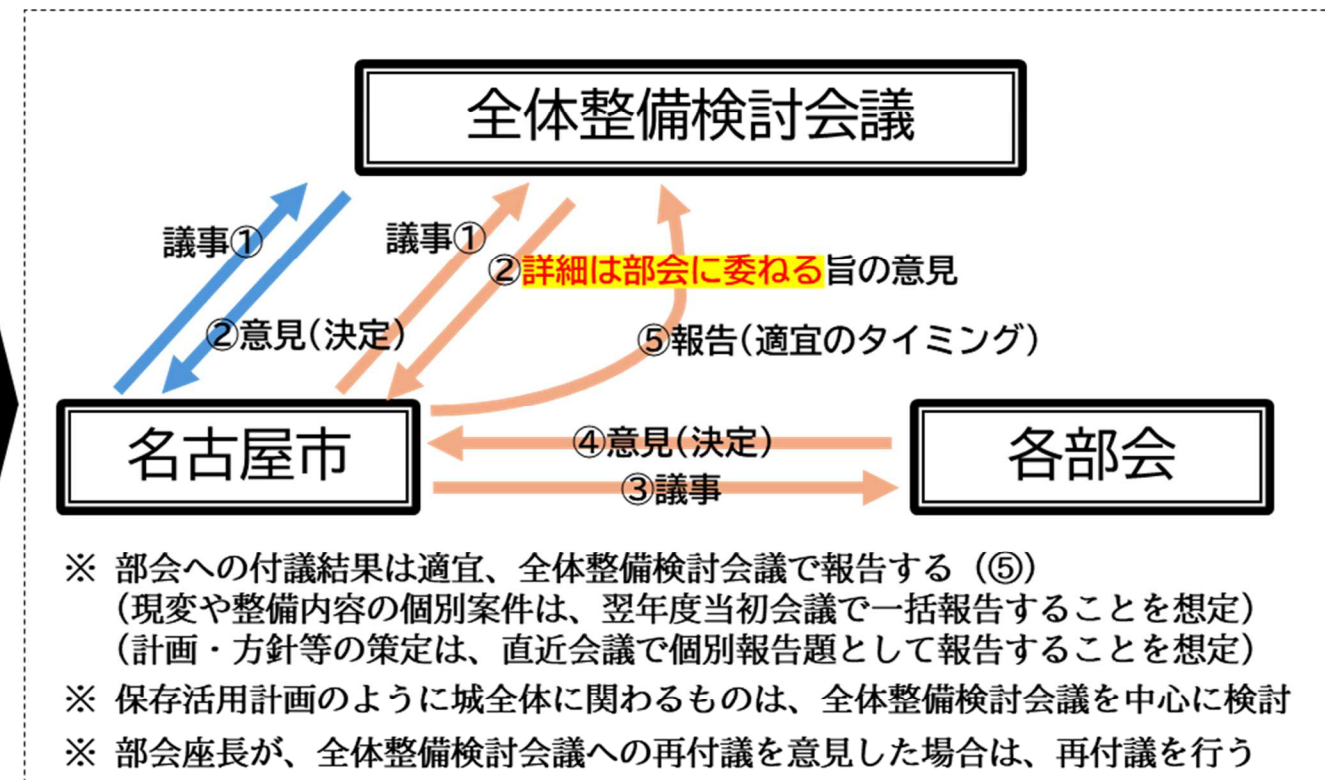 全体整備検討会議
議事①
議事①
②詳細は部会に委ねる旨の意見
②意見(決定)
⑤報告(適宜のタイミング)
名古屋市
④意見(決定)
③議事
各部会
※ 部会への付議結果は適宜、全体整備検討会議で報告する（⑤）
（現変や整備内容の個別案件は、翌年度当初会議で一括報告することを想定）
（計画・方針等の策定は、直近会議で個別報告題として報告することを想定）
※ 保存活用計画のように城全体に関わるものは、全体整備検討会議を中心に検討
※ 部会座長が、全体整備検討会議への再付議を意見した場合は、再付議を行う